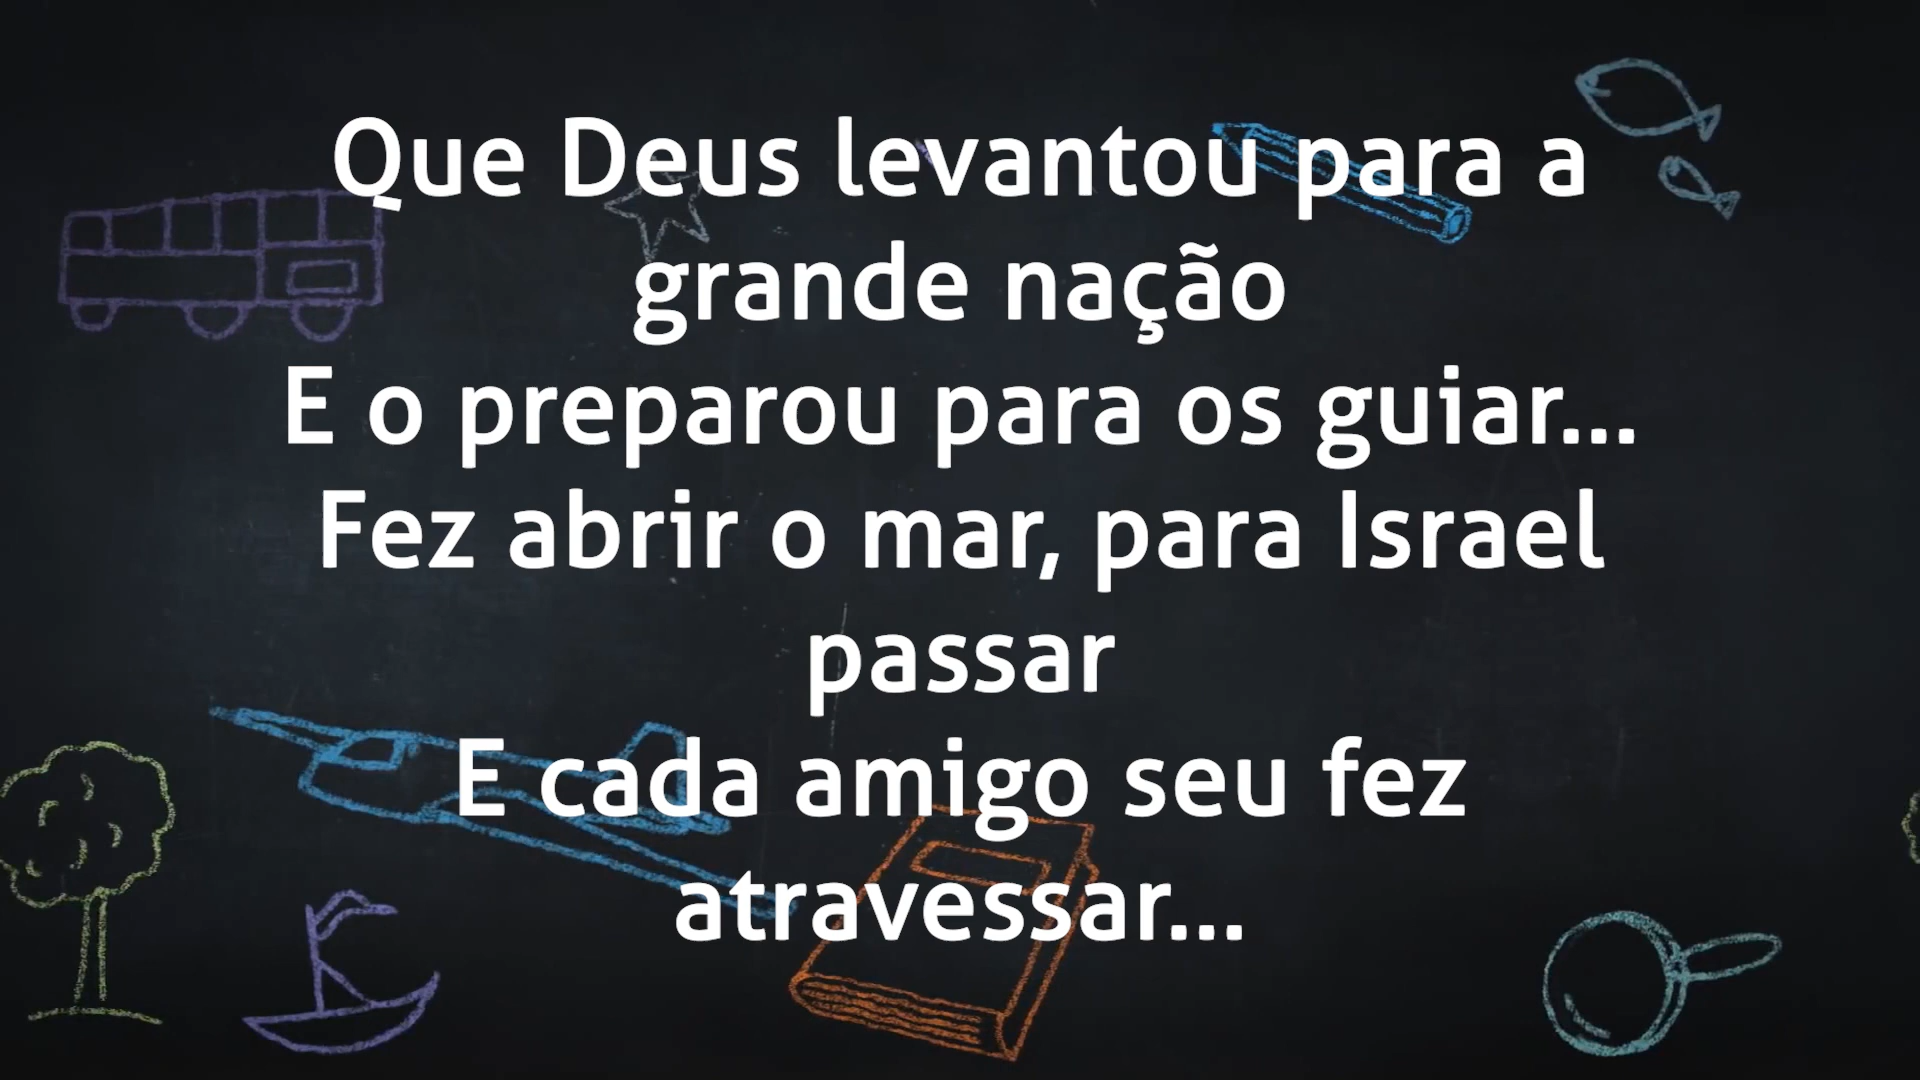 Que Deus levantou para a
grande nação
E o preparou para os guiar...
Fez abrir o mar, para Israel
passar
E cada amigo seu fez
atravessar...